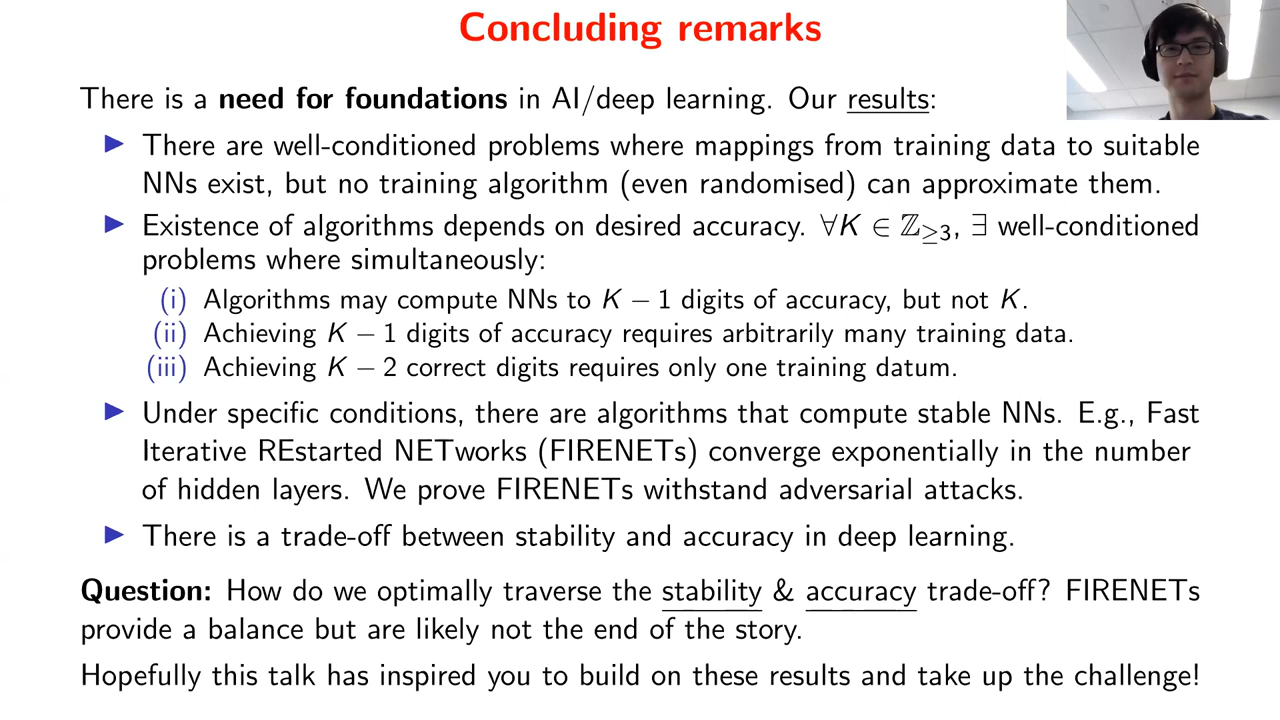 Concluding remarks
There is a need for foundations in AI/deep learning. Our results:
▶ There are well-conditioned problems where mappings from training data to suitable
NNs exist, but no training algorithm (even randomised) can approximate them.
▶ Existence of algorithms depends on desired accuracy. ∀K ∈ ℤ≥3, ∃ well-conditioned
problems where simultaneously:
(i) Algorithms may compute NNs to K − 1 digits of accuracy, but not K.
(ii) Achieving K − 1 digits of accuracy requires arbitrarily many training data.
(iii) Achieving K − 2 correct digits requires only one training datum.
▶ Under specific conditions, there are algorithms that compute stable NNs. E.g., Fast
Iterative REstarted NETworks (FIRENETs) converge exponentially in the number
of hidden layers. We prove FIRENETs withstand adversarial attacks.
▶ There is a trade-off between stability and accuracy in deep learning.
Question: How do we optimally traverse the stability & accuracy trade-off? FIRENETs
provide a balance but are likely not the end of the story.
Hopefully this talk has inspired you to build on these results and take up the challenge!